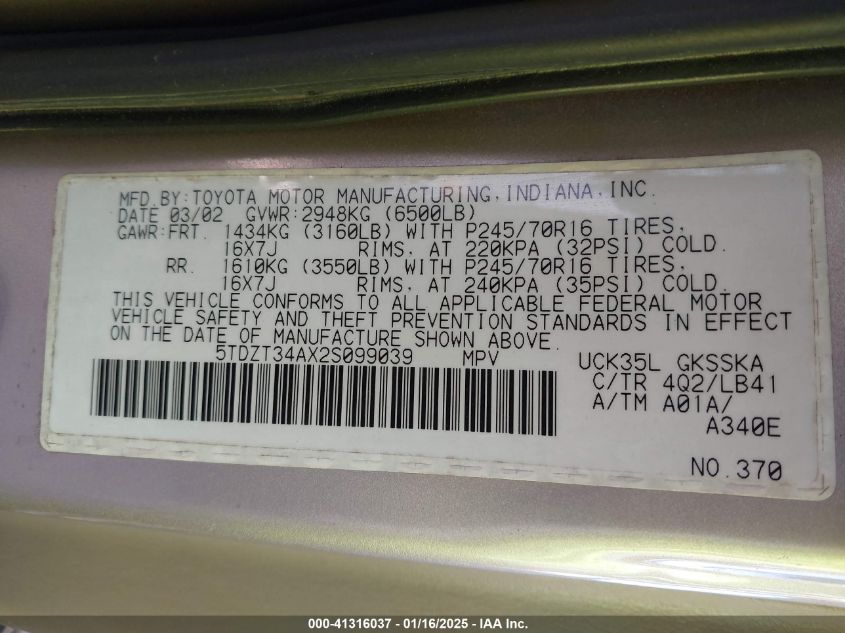 MFD.BY:TOYOTA MOTOR MANUFACTURING,INDIANA,INC.
DATE 03/02 GVWR:2948KG (6500LB)
GAWR:FRT. 1434KG (3160LB) WITH P245/70R16 TIRES,
16X7J RIMS, AT 220KPA (32PSI) COLD.
RR. 1610KG (3550LB) WITH P245/70R16 TIRES,
16X7J RIMS, AT 240KPA (35PSI) COLD.
THIS VEHICLE CONFORMS TO ALL APPLICABLE FEDERAL MOTOR
VEHICLE SAFETY AND THEFT PREVENTION STANDARDS IN EFFECT
ON THE DATE OF MANUFACTURE SHOWN ABOVE.
5TDZT34AX2S099039 MPV UCK35L GKSSKA
C/TR 4Q2/LB41
A/TM A01A/
A340E
NO.370
000-41316037 - 01/16/2025 - IAA Inc.